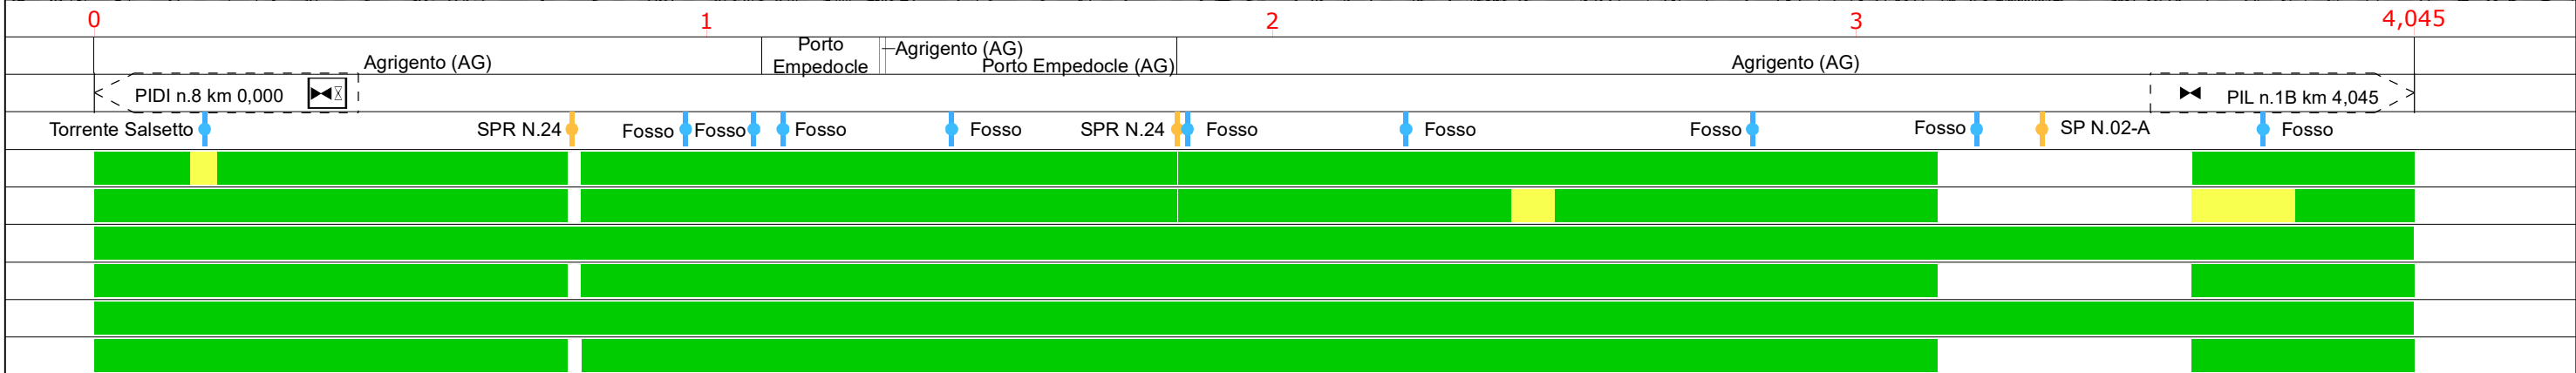 0 1 2 3 4,045
Agrigento (AG) Porto Empedocle Agrigento (AG) Porto Empedocle (AG) Agrigento (AG)
PIDI n.8 km 0,000 PIL n.1B km 4,045
Torrente Salsetto SPR N.24 Fosso Fosso Fosso Fosso SPR N.24 Fosso Fosso Fosso Fosso SP N.02-A Fosso